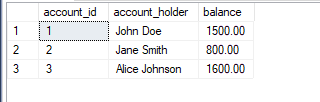 account_id account_holder balance
1 1 John Doe 1500.00
2 2 Jane Smith 800.00
3 3 Alice Johnson 1600.00